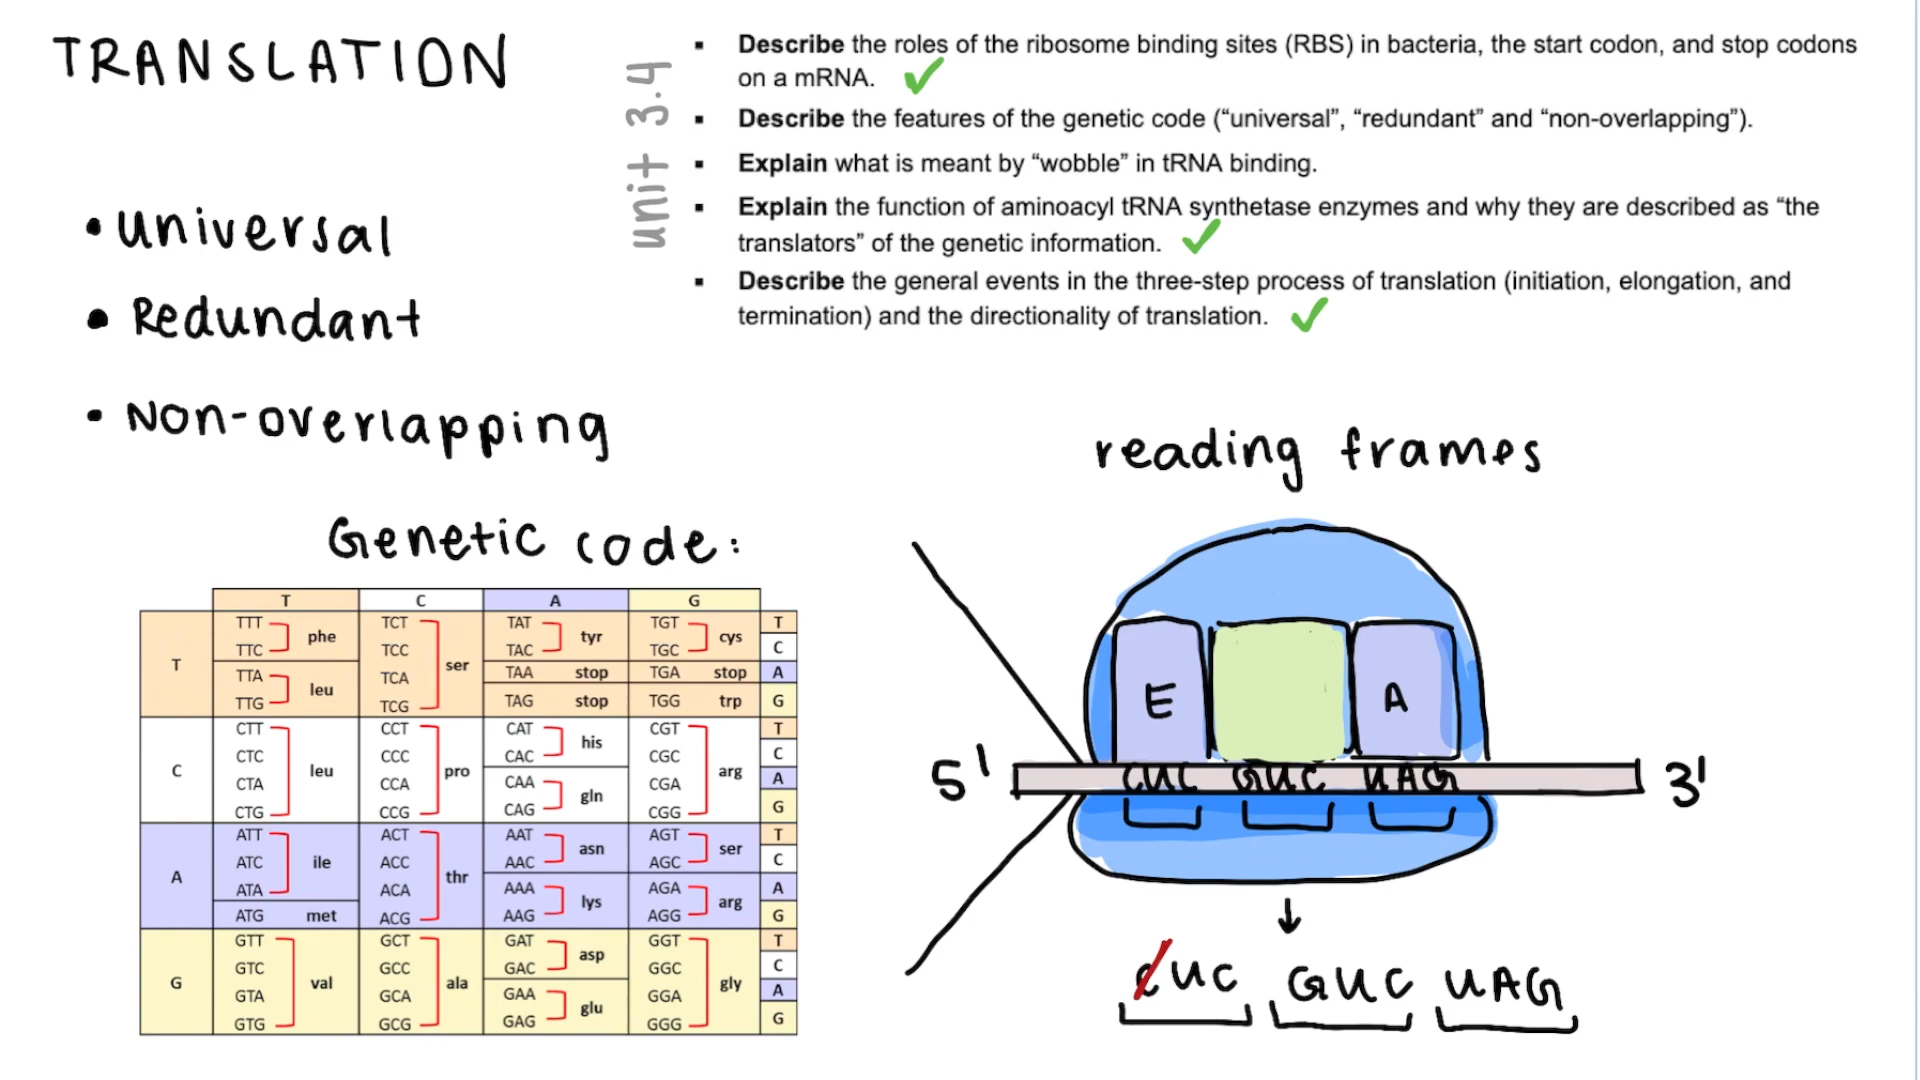 TRANSLATION
unit 3.4
▪ Describe the roles of the ribosome binding sites (RBS) in bacteria, the start codon, and stop codons
on a mRNA.
▪ Describe the features of the genetic code (“universal”, “redundant” and “non-overlapping”).
▪ Explain what is meant by “wobble” in tRNA binding.
▪ Explain the function of aminoacyl tRNA synthetase enzymes and why they are described as “the
translators” of the genetic information.
▪ Describe the general events in the three-step process of translation (initiation, elongation, and
termination) and the directionality of translation.
• universal
• Redundant
• Non-overlapping
Genetic code:
T C A G
TTT phe TCT ser TAT tyr TGT cys T
TTC TCC TAC TGC C
TTA leu TCA TAA stop TGA stop A
TTG TCG TAG stop TGG trp G
T
CTT leu CCT pro CAT his CGT arg T
CTC CCC CAC CGC C
CTA CCA CAA gln CGA A
CTG CCG CAG CGG G
C
ATT ile ACT thr AAT asn AGT ser T
ATC ACC AAC AGC C
ATA ACA AAA lys AGA arg A
ATG met ACG AAG AGG G
A
GTT val GCT ala GAT asp GGT gly T
GTC GCC GAC GGC C
GTA GCA GAA glu GGA A
GTG GCG GAG GGG G
G
reading frames
E A
5' CUC GUC UAG 3'
CUC GUC UAG